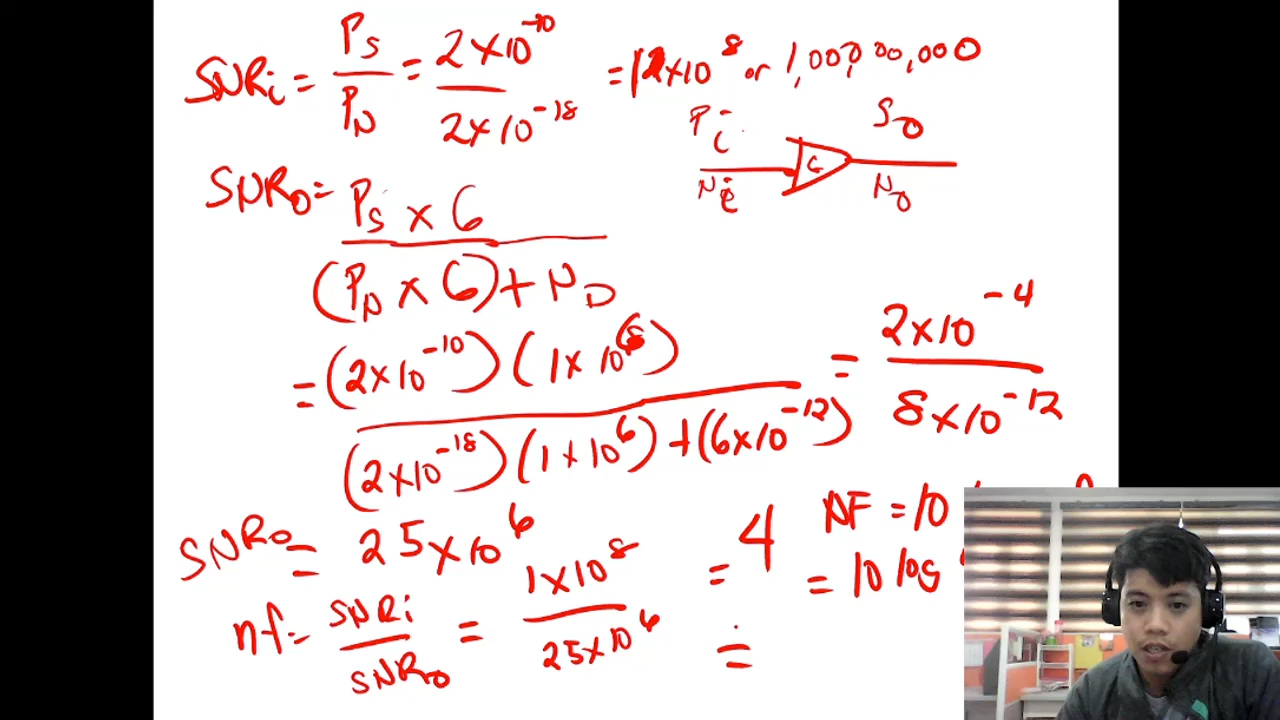 SNRi = Ps / PN = 2×10^-10 / 2×10^-18 = 1×10^8 or 1,00,000,000
Pi So
Ni G No
SNRo = Ps × G / (PN × G) + ND
= (2×10^-10)(1×10^6) / (2×10^-18)(1×10^6) + (6×10^-12) = 2×10^-4 / 8×10^-12
SNRo = 25×10^6
nf = SNRi / SNRo = 1×10^8 / 25×10^6 = 4
=
NF = 10
= 10 log